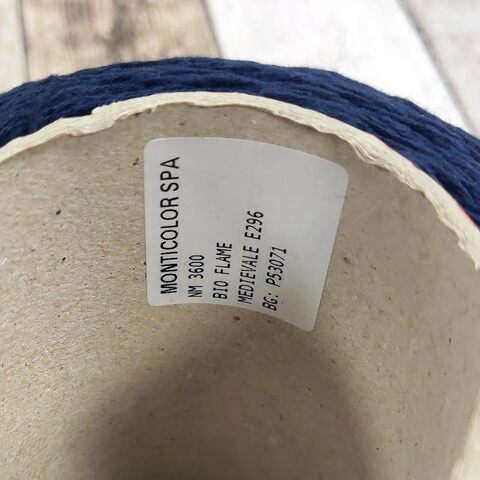 MONTICOLOR SPA
NM 3600
BIO FLAME
MEDIEVALE E296
BG: P53071